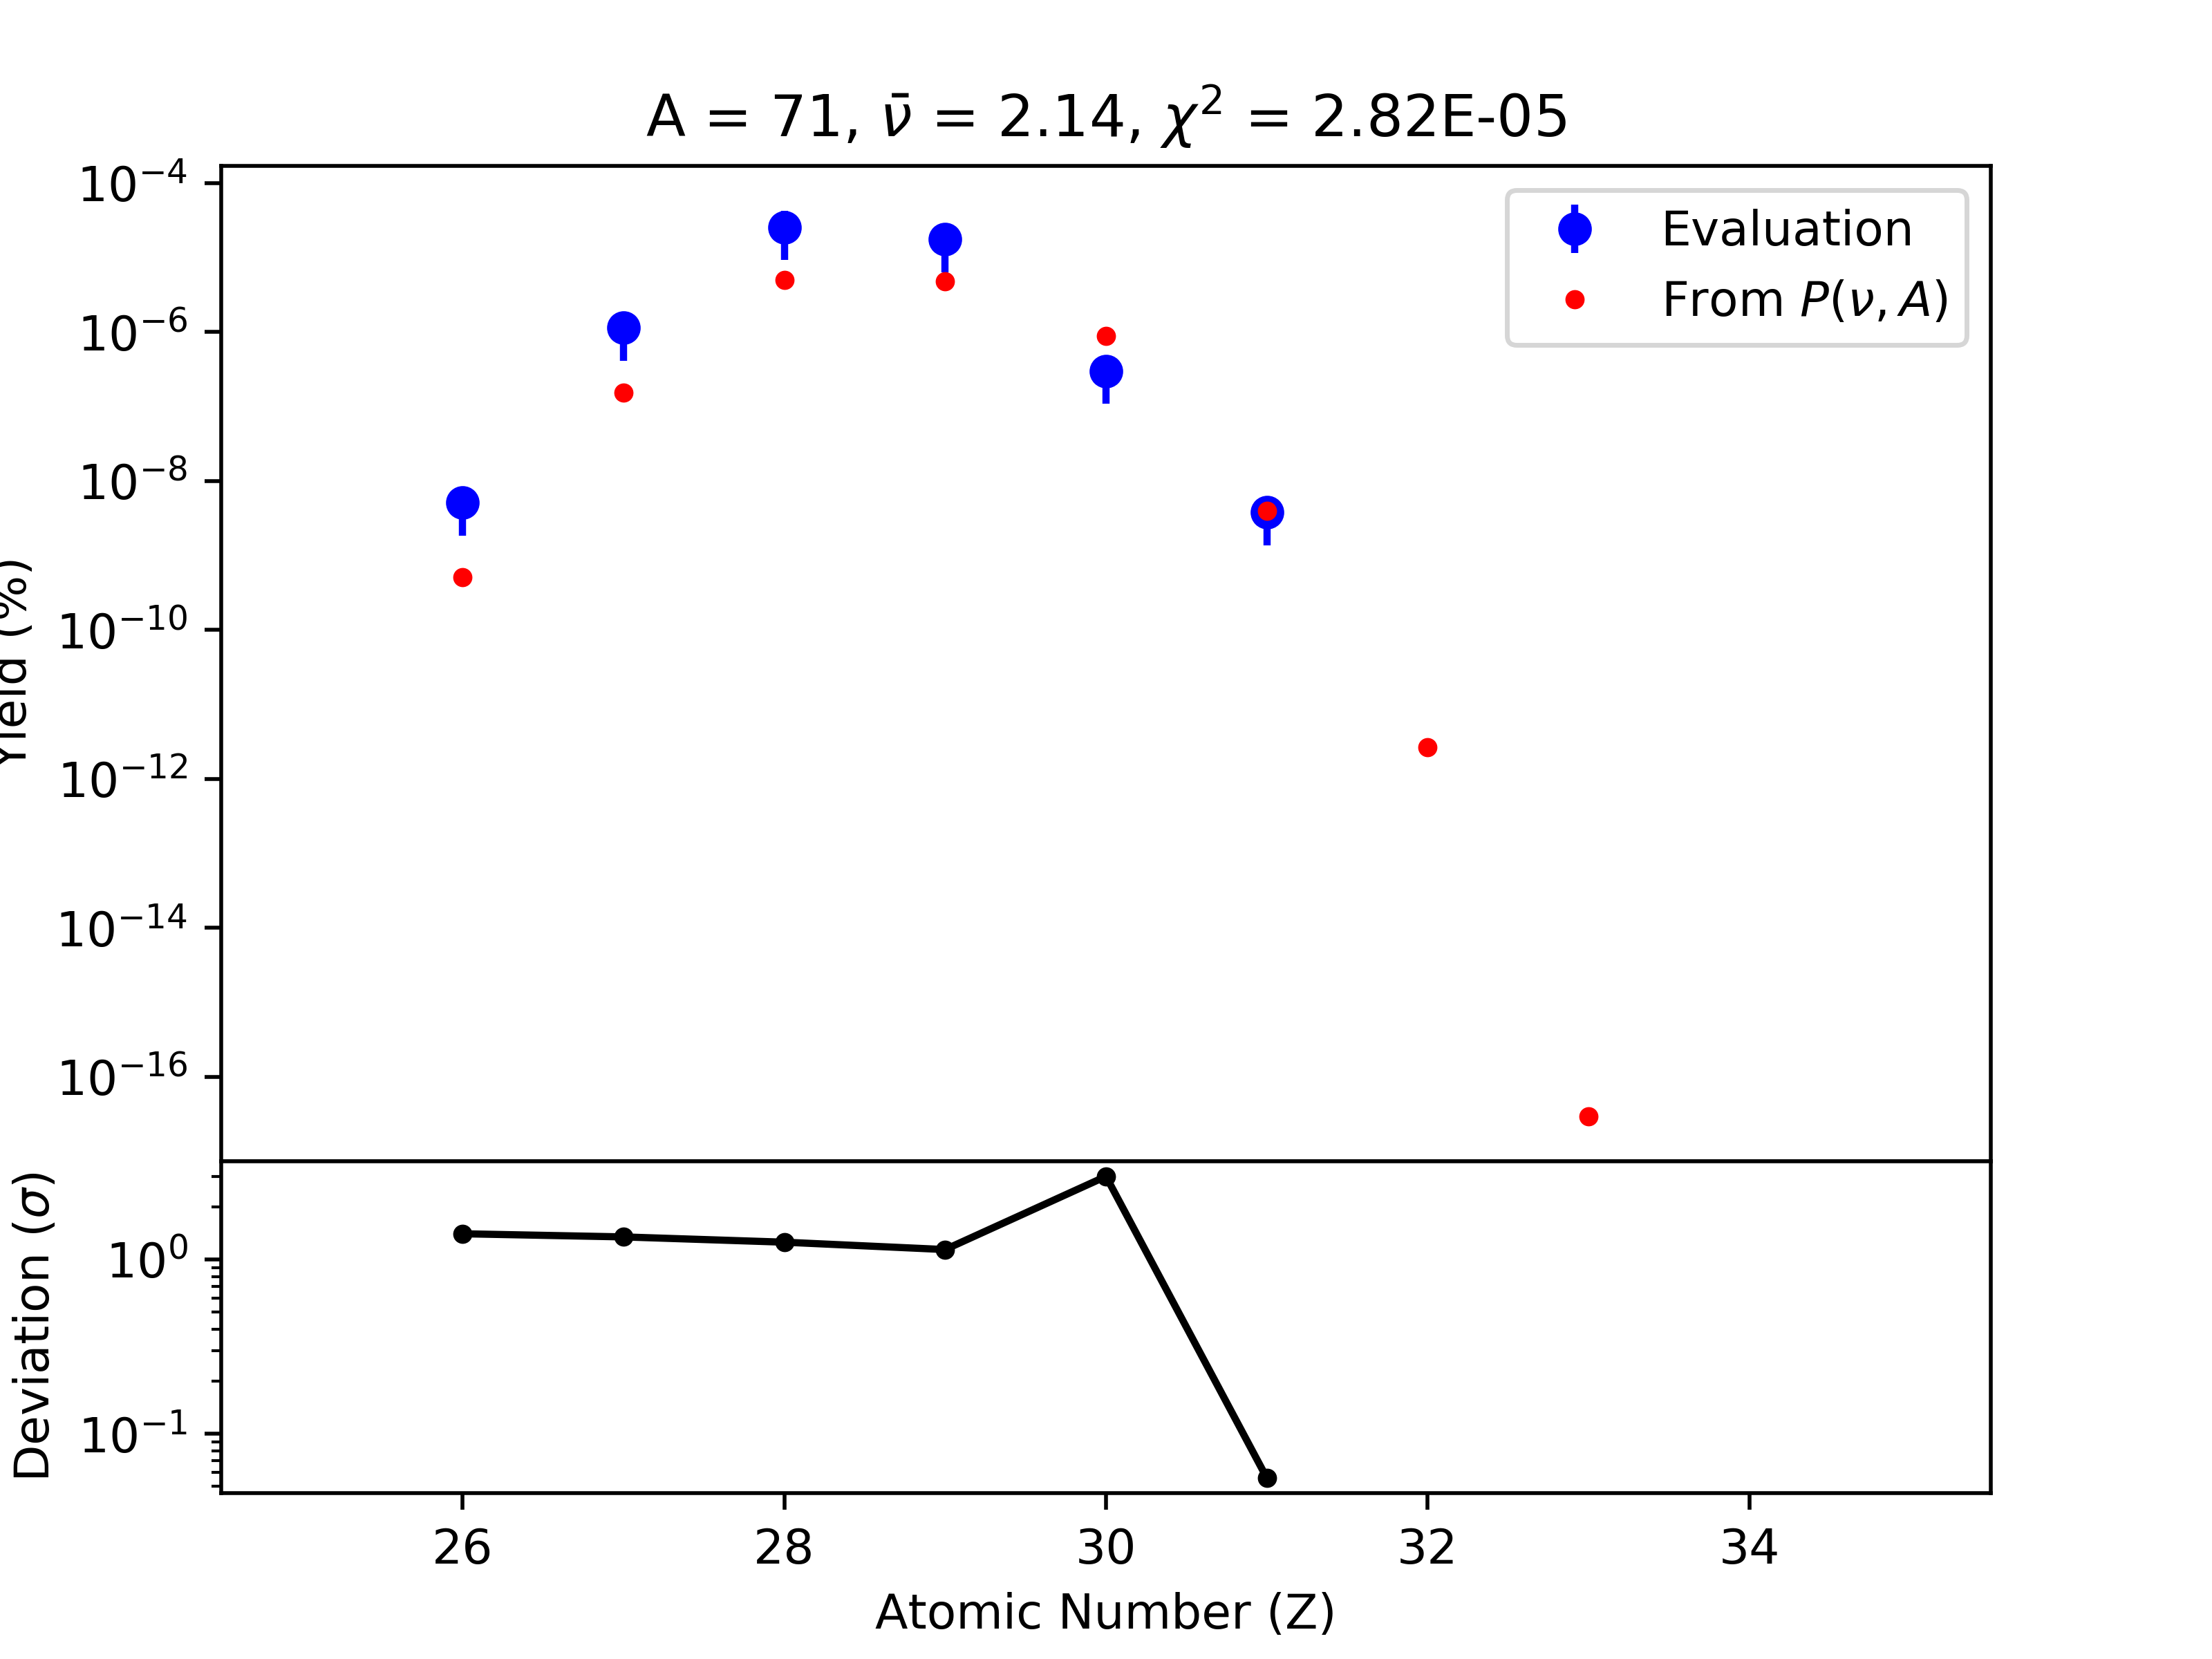 A = 71, ν̄ = 2.14, χ² = 2.82E-05
Evaluation
From P(ν, A)
Yield (%)
10⁻⁴
10⁻⁶
10⁻⁸
10⁻¹⁰
10⁻¹²
10⁻¹⁴
10⁻¹⁶
Deviation (σ)
10⁰
10⁻¹
26 28 30 32 34
Atomic Number (Z)